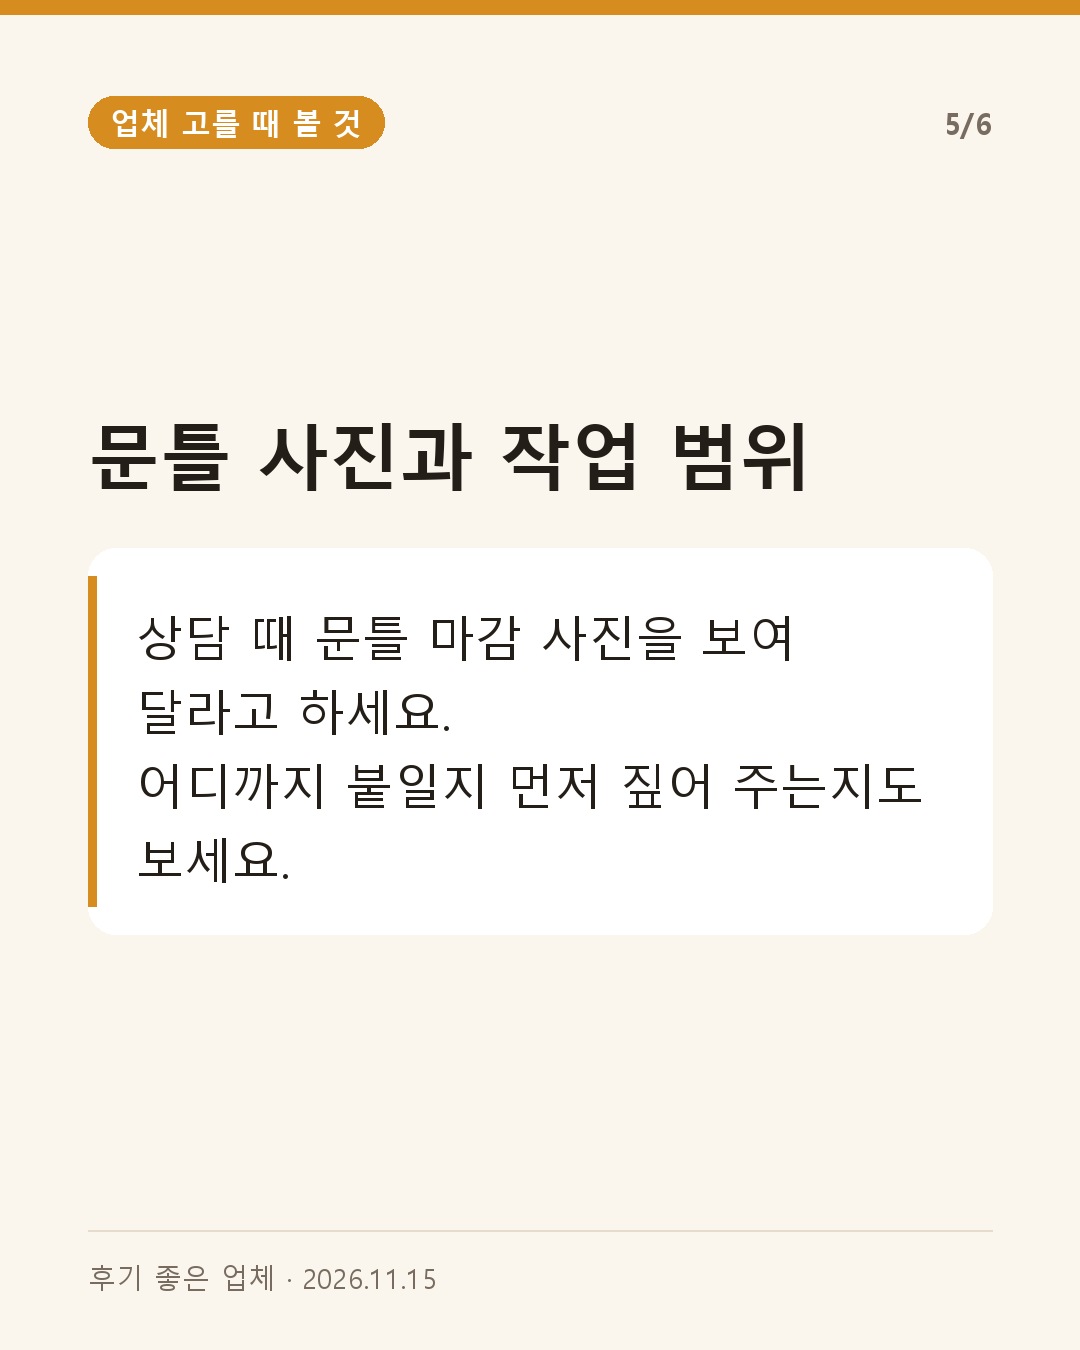 업체 고를 때 볼 것
5/6
문틀 사진과 작업 범위
상담 때 문틀 마감 사진을 보여
달라고 하세요.
어디까지 붙일지 먼저 짚어 주는지도
보세요.
후기 좋은 업체 · 2026.11.15